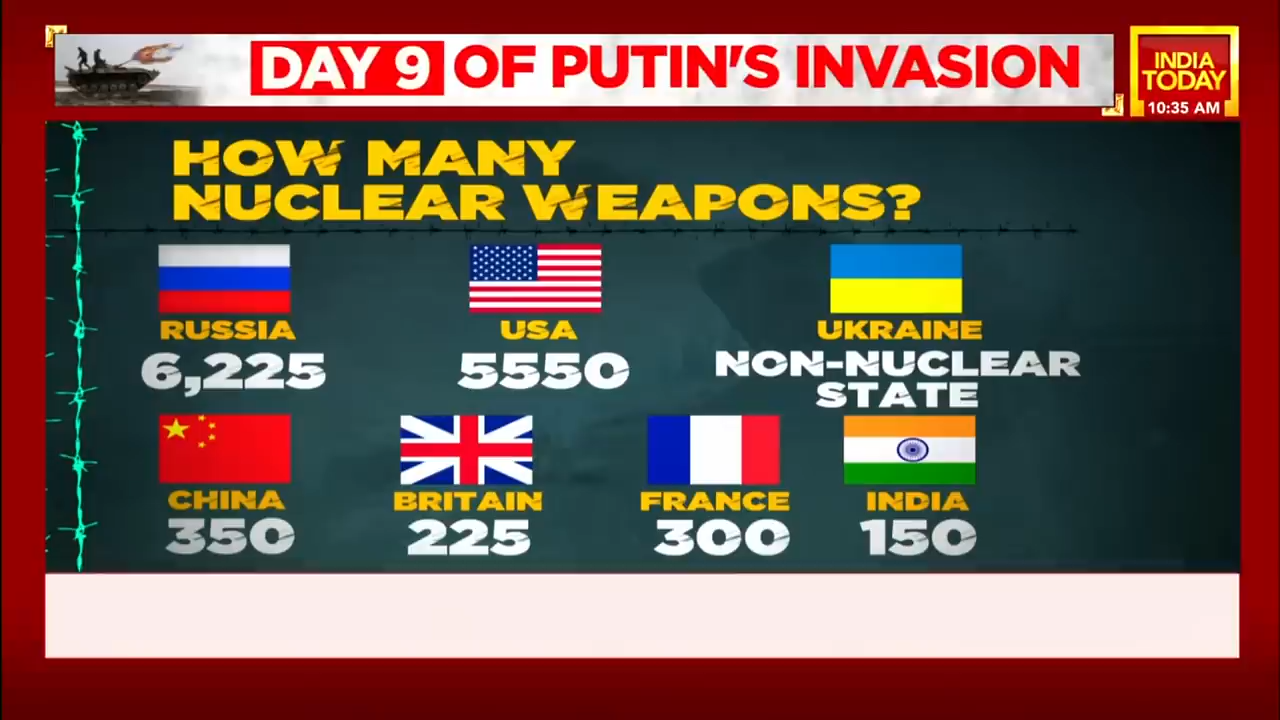 DAY 9 OF PUTIN'S INVASION
INDIA
TODAY
10:35 AM
HOW MANY
NUCLEAR WEAPONS?
RUSSIA
6,225
USA
5550
UKRAINE
NON-NUCLEAR
STATE
CHINA
350
BRITAIN
225
FRANCE
300
INDIA
150